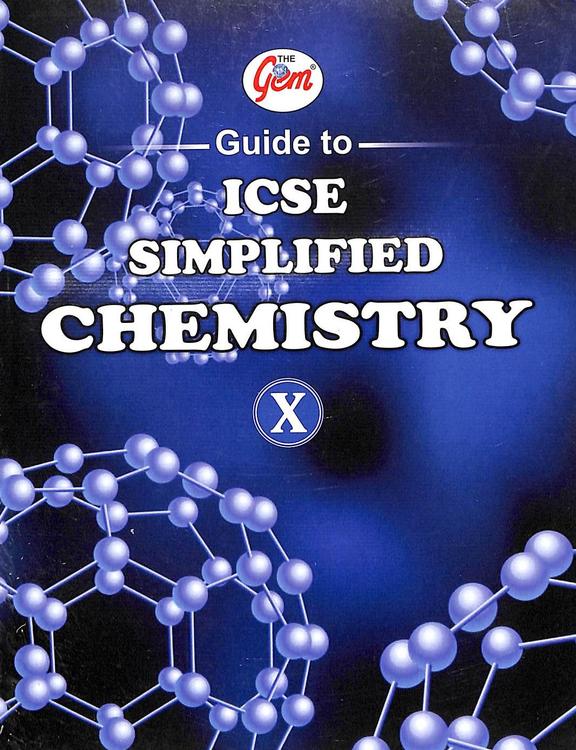 THE
Gem®
Guide to
ICSE
SIMPLIFIED
CHEMISTRY
X